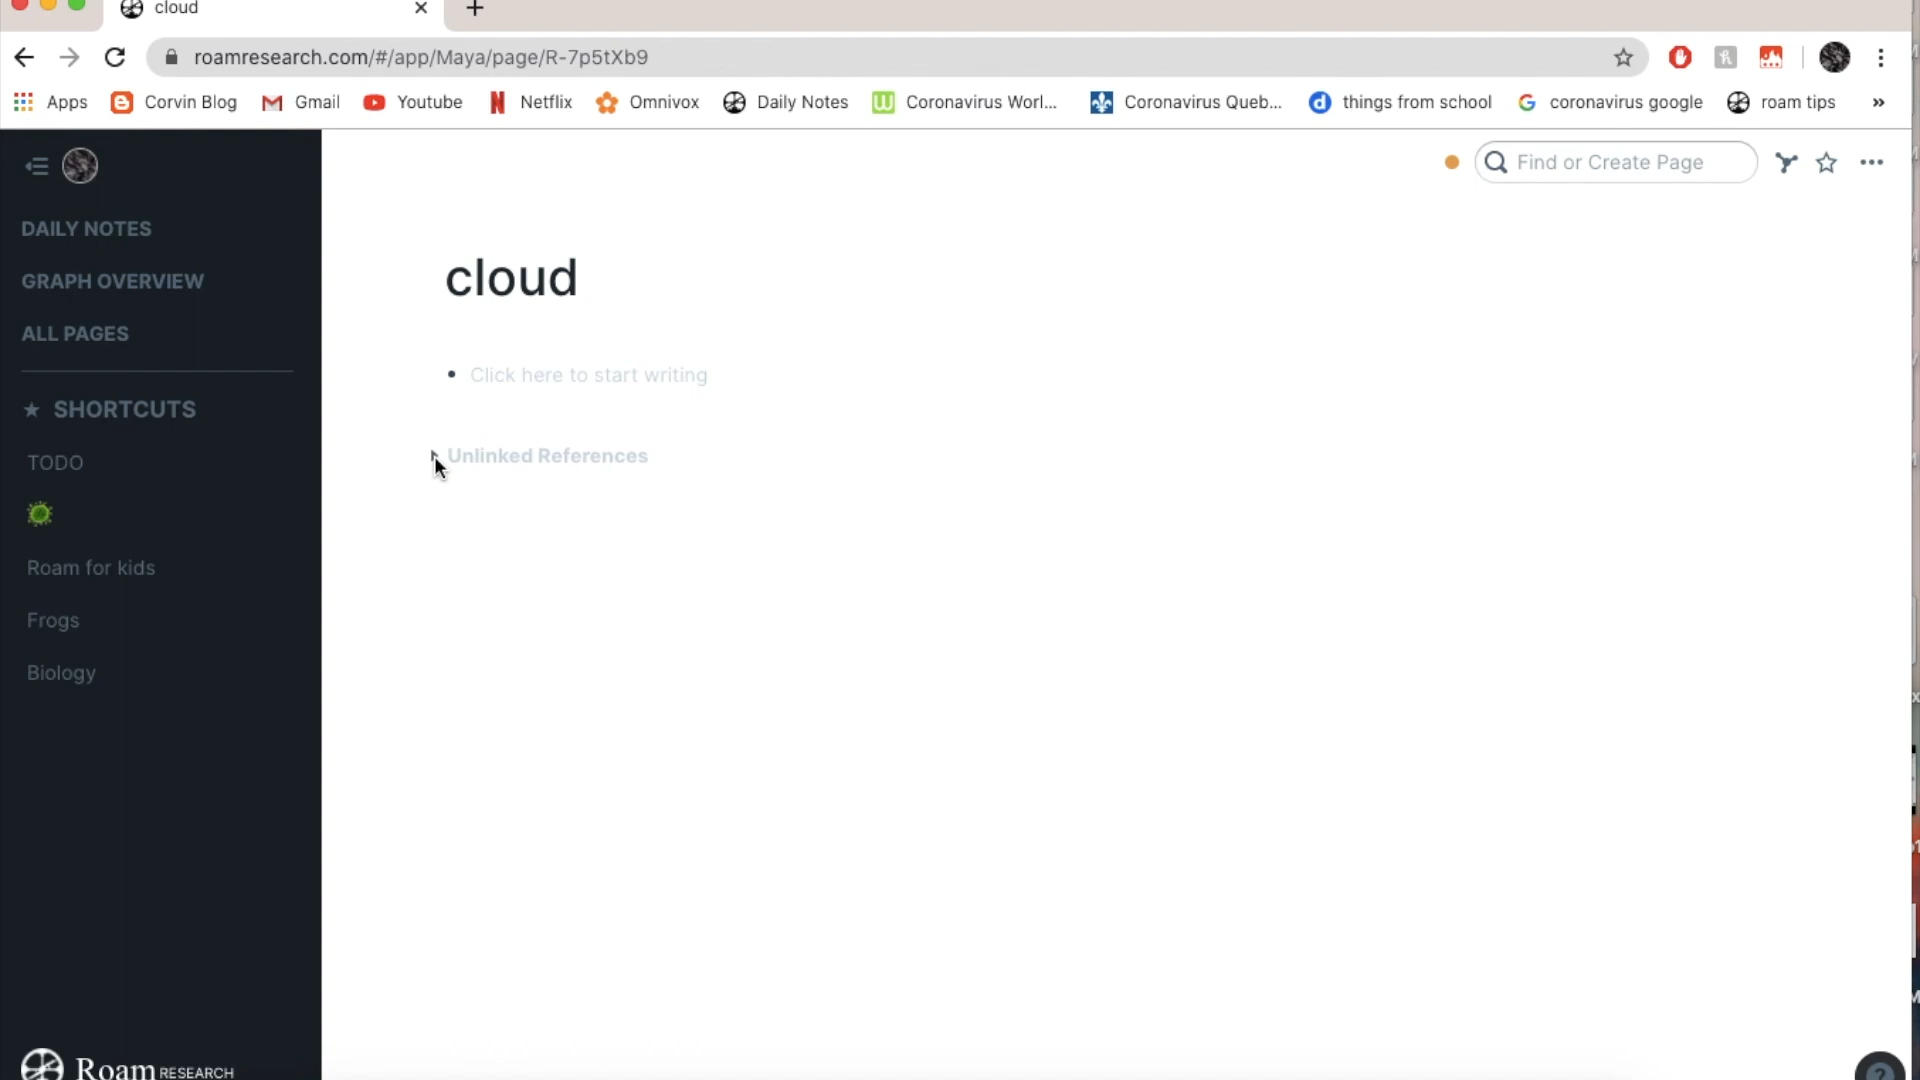 cloud
roamresearch.com/#/app/Maya/page/R-7p5tXb9
Apps Corvin Blog Gmail Youtube Netflix Omnivox Daily Notes Coronavirus Worl... Coronavirus Queb... things from school coronavirus google roam tips »
Find or Create Page
DAILY NOTES
GRAPH OVERVIEW
ALL PAGES
SHORTCUTS
TODO
Roam for kids
Frogs
Biology
cloud
Click here to start writing
Unlinked References
Roam RESEARCH
?